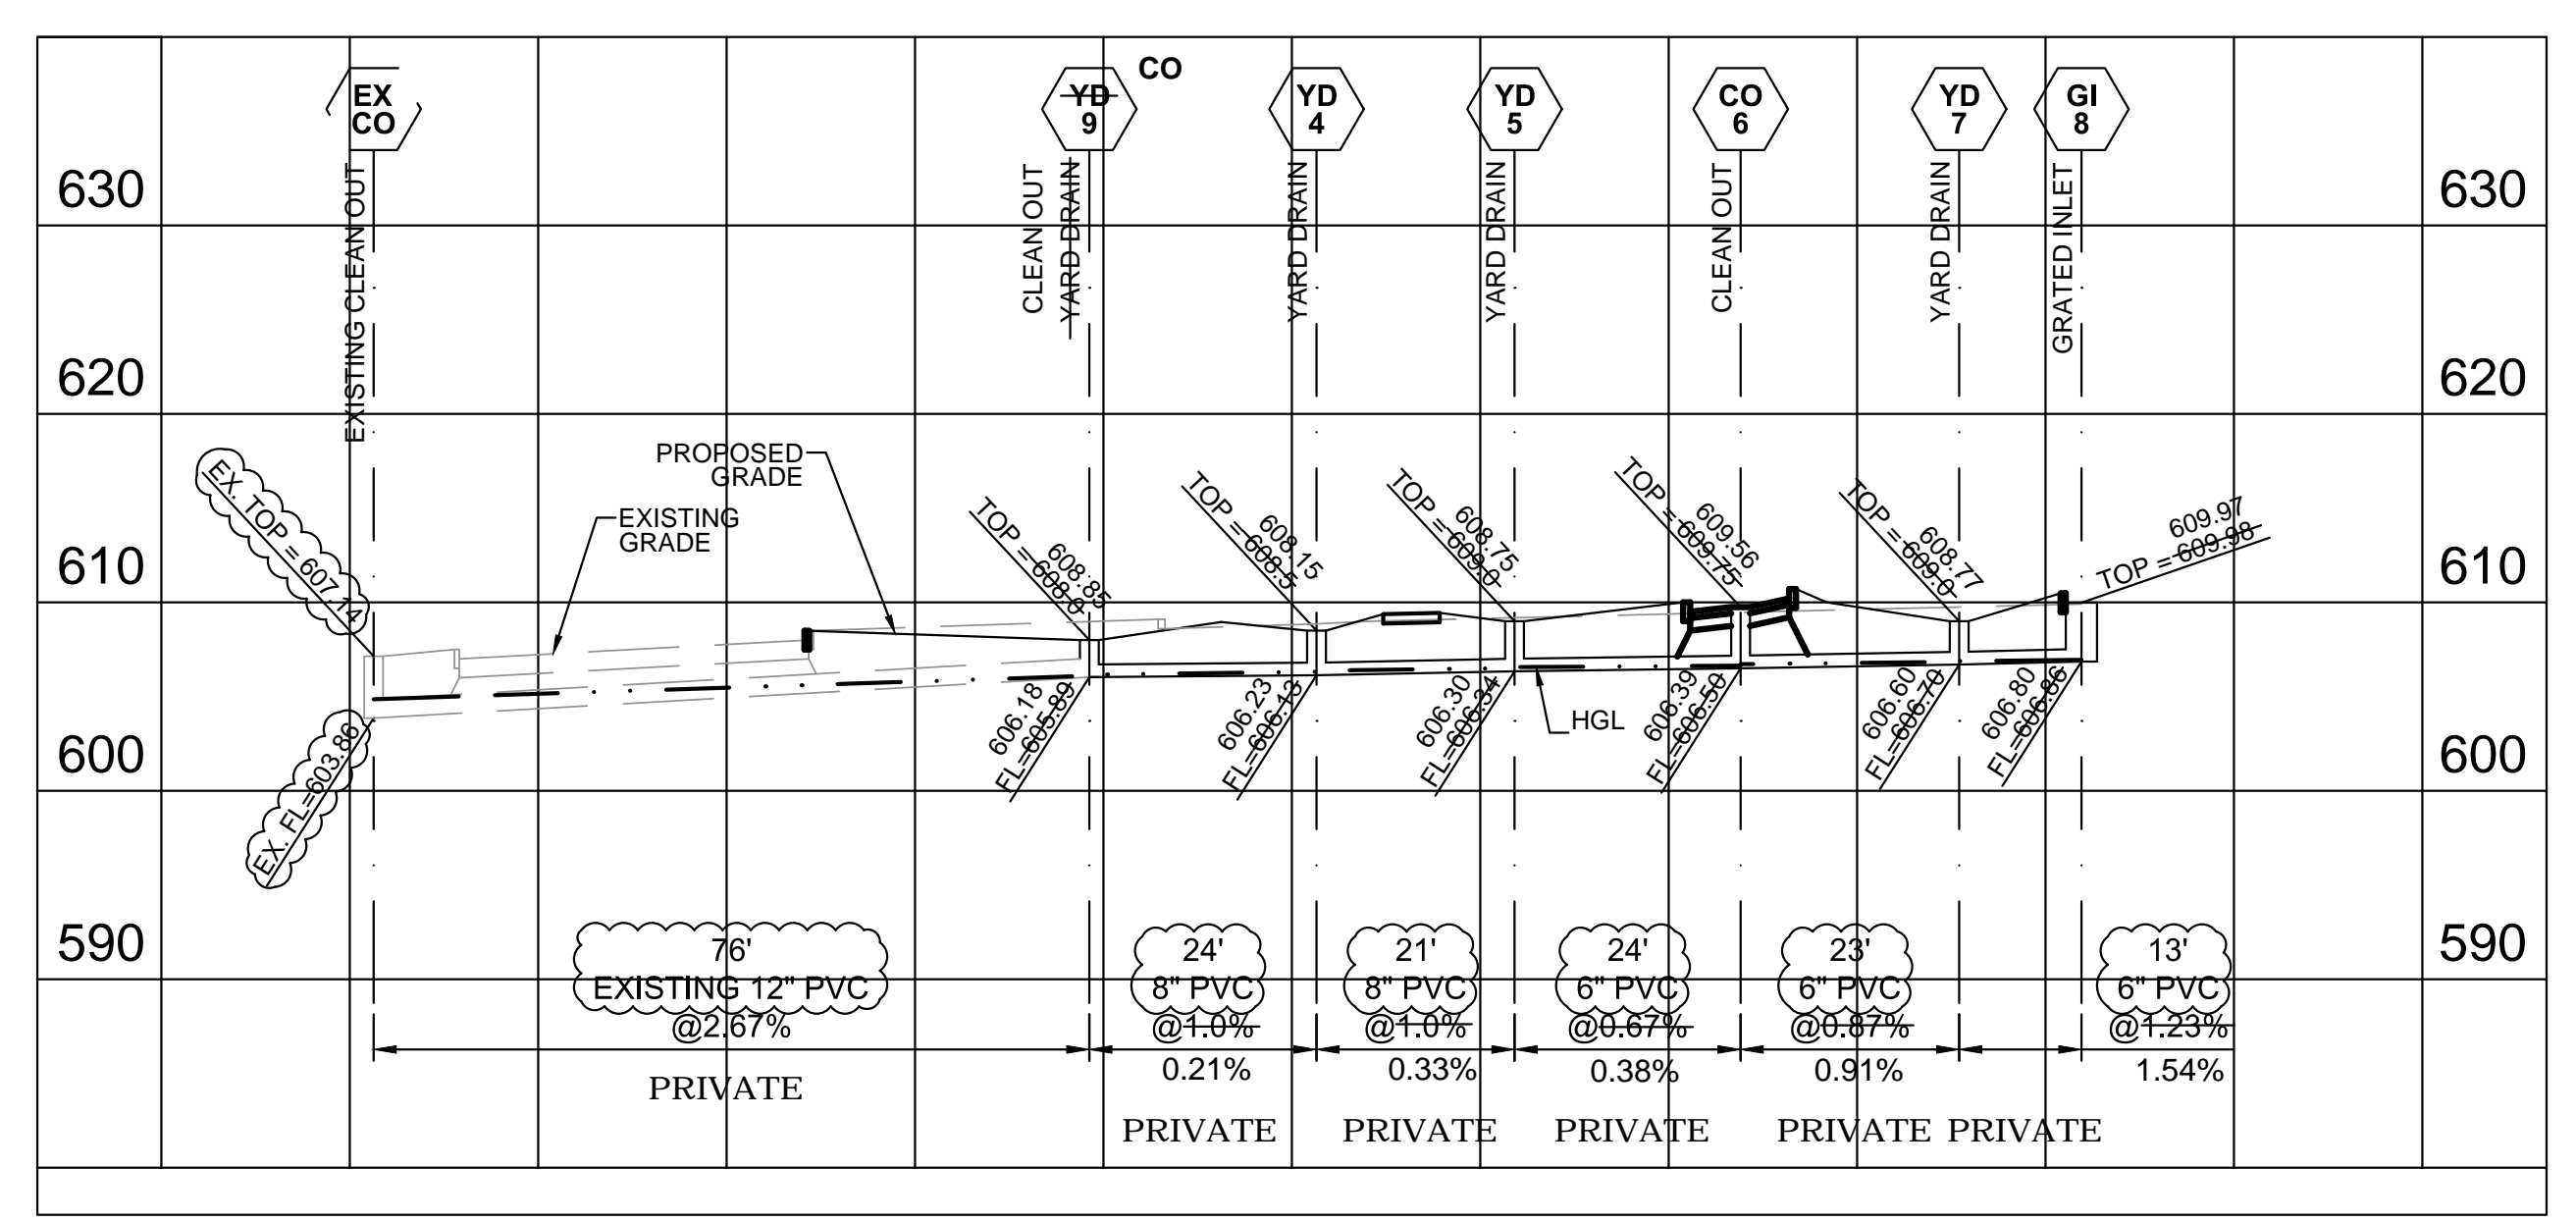 CO
EX
CO
YD
9
YD
4
YD
5
CO
6
YD
7
GI
8
EXISTING CLEAN OUT
CLEAN OUT
YARD DRAIN
YARD DRAIN
YARD DRAIN
CLEAN OUT
YARD DRAIN
GRATED INLET
630
630
620
620
610
610
600
600
590
590
PROPOSED
GRADE
EXISTING
GRADE
EX. TOP = 607.14
608.85
TOP = 608.0
608.15
TOP = 608.5
608.75
TOP = 609.0
609.56
TOP = 609.75
608.77
TOP = 609.0
609.97
TOP = 609.98
EX. FL=603.86
606.18
FL=605.89
606.23
FL=606.13
606.30
FL=606.34
HGL
606.39
FL=606.50
606.60
FL=606.70
606.80
FL=606.86
76'
EXISTING 12" PVC
@2.67%
PRIVATE
24'
8" PVC
@1.0%
0.21%
PRIVATE
21'
8" PVC
@1.0%
0.33%
PRIVATE
24'
6" PVC
@0.67%
0.38%
PRIVATE
23'
6" PVC
@0.87%
0.91%
PRIVATE
13'
6" PVC
@1.23%
1.54%
PRIVATE